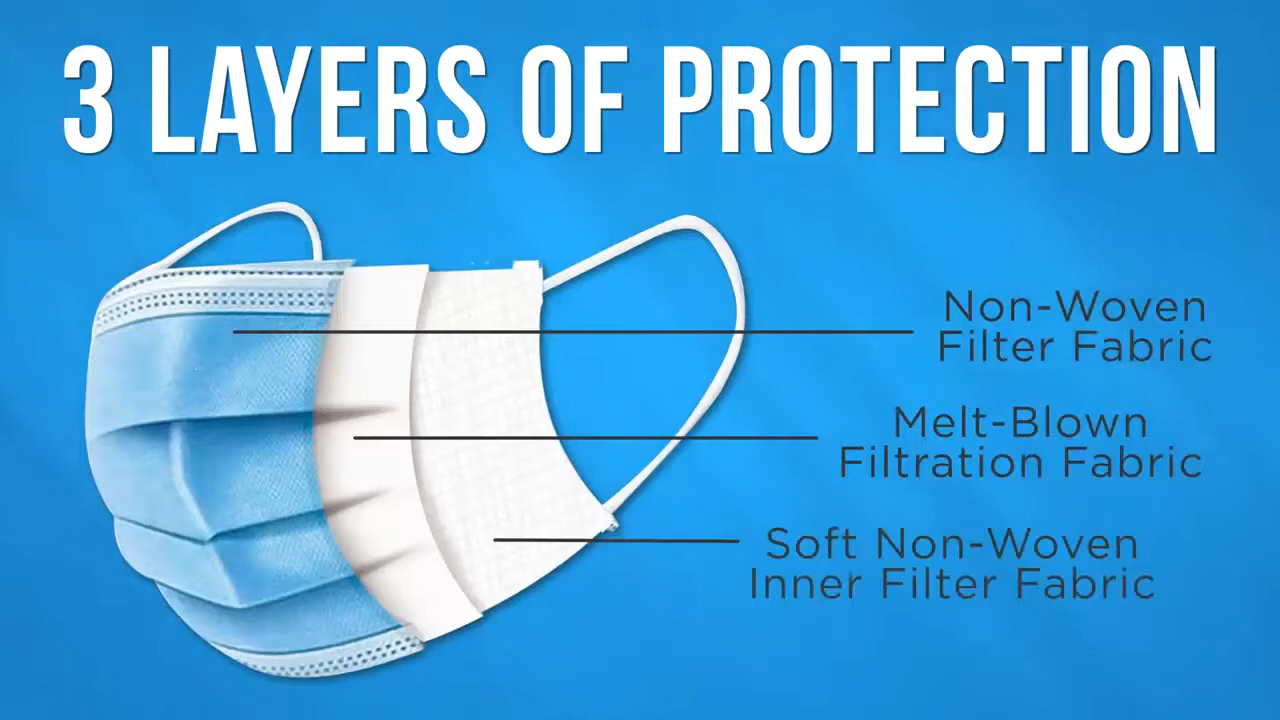 3 LAYERS OF PROTECTION
Non-Woven
Filter Fabric
Melt-Blown
Filtration Fabric
Soft Non-Woven
Inner Filter Fabric